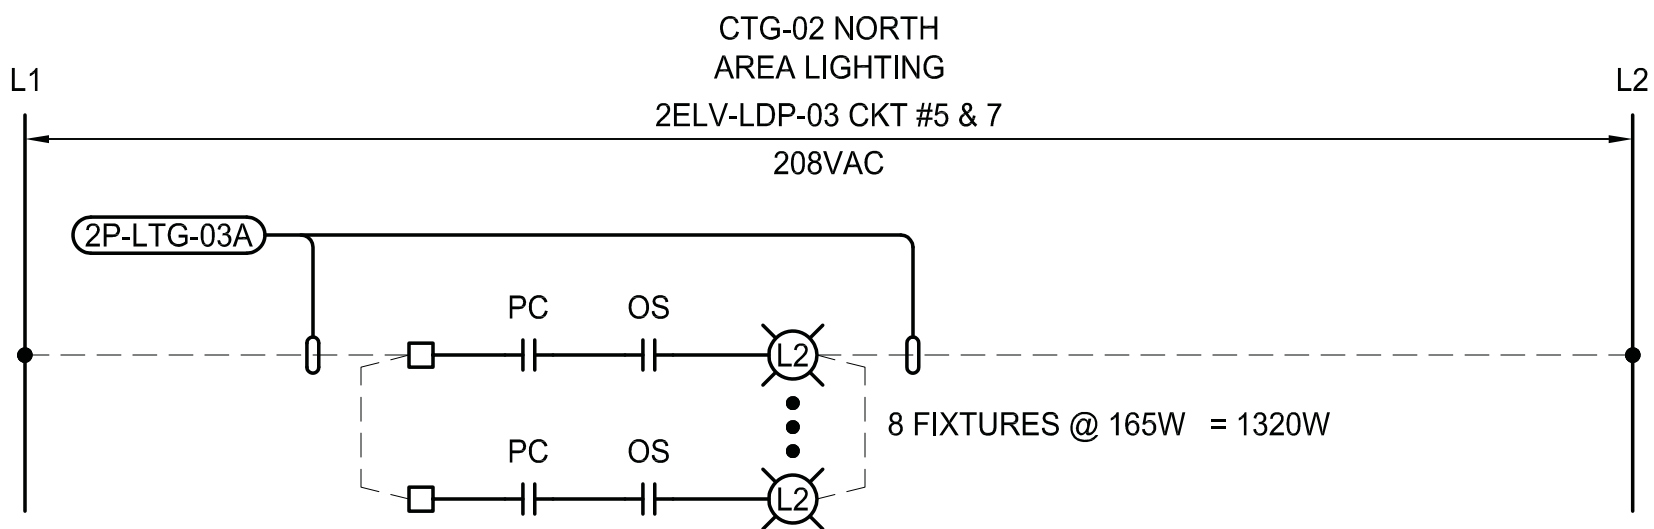 CTG-02 NORTH
AREA LIGHTING
L1
L2
2ELV-LDP-03 CKT #5 & 7
208VAC
2P-LTG-03A
PC OS
L2
8 FIXTURES @ 165W = 1320W
PC OS
L2